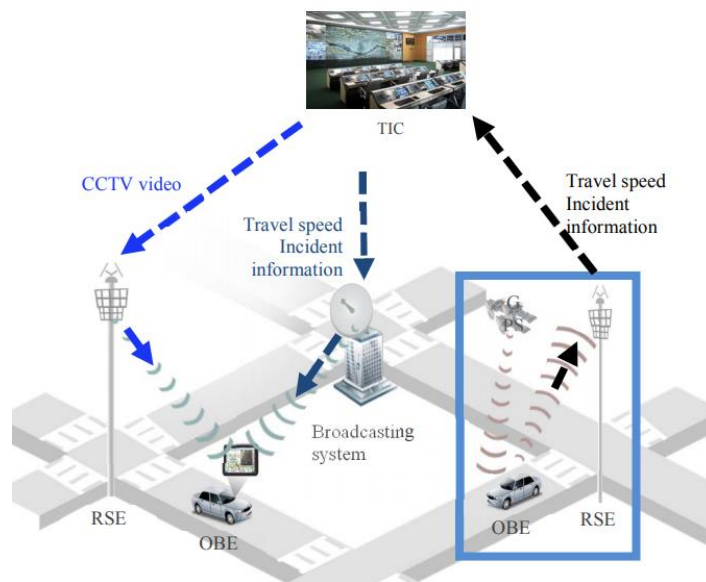 TIC
CCTV video
Travel speed
Incident
information
Travel speed
Incident
information
G
PS
Broadcasting
system
RSE
OBE
OBE
RSE